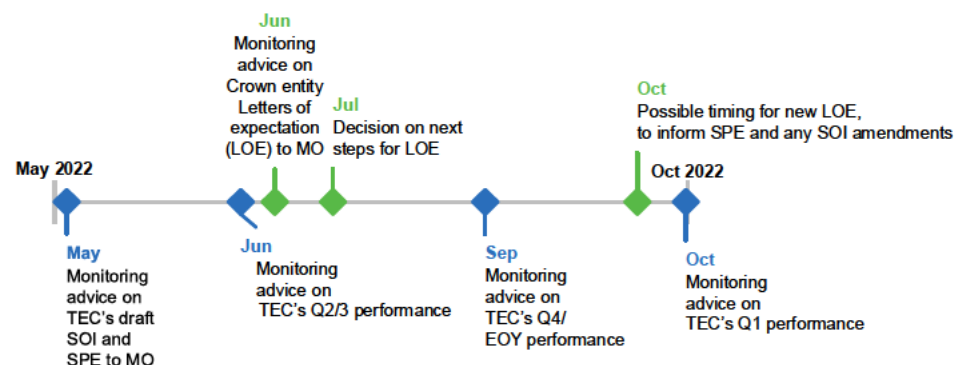 Jun
Monitoring
advice on
Crown entity
Letters of
expectation
(LOE) to MO
Jul
Decision on next
steps for LOE
Oct
Possible timing for new LOE,
to inform SPE and any SOI amendments
May 2022
Oct 2022
May
Monitoring
advice on
TEC's draft
SOI and
SPE to MO
Jun
Monitoring
advice on
TEC's Q2/3 performance
Sep
Monitoring
advice on
TEC's Q4/
EOY performance
Oct
Monitoring
advice on
TEC's Q1 performance